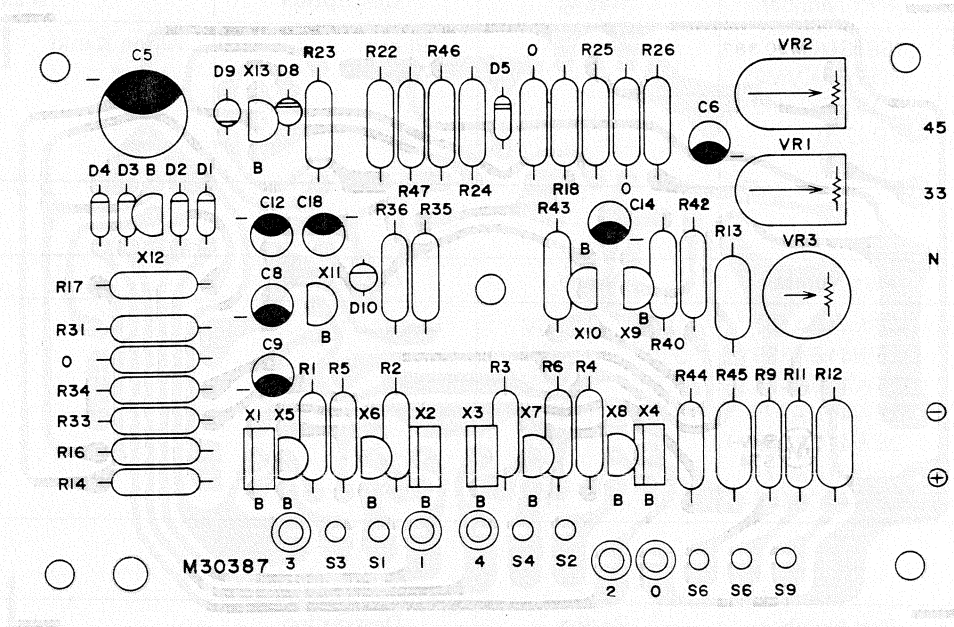 C5 D9 X13 D8 R23 R22 R46 D5 O R25 R26 VR2
C6
45
B R47 R24 R18 O VR1
D4 D3 B D2 D1
33
C12 C18 R36 R35 R43 C14 R42 R13
X12 B VR3
N
R17 C8 X11 D10
R31 B X10 X9 B R40
O C9
R34 R1 R5 R2 R3 R6 R4 R44 R45 R9 R11 R12
R33 X1 X5 X6 X2 X3 X7 X8 X4
−
R16
R14 +
B B B B B B B B
M30387 3 S3 S1 1 4 S4 S2
2 O S6 S6 S9